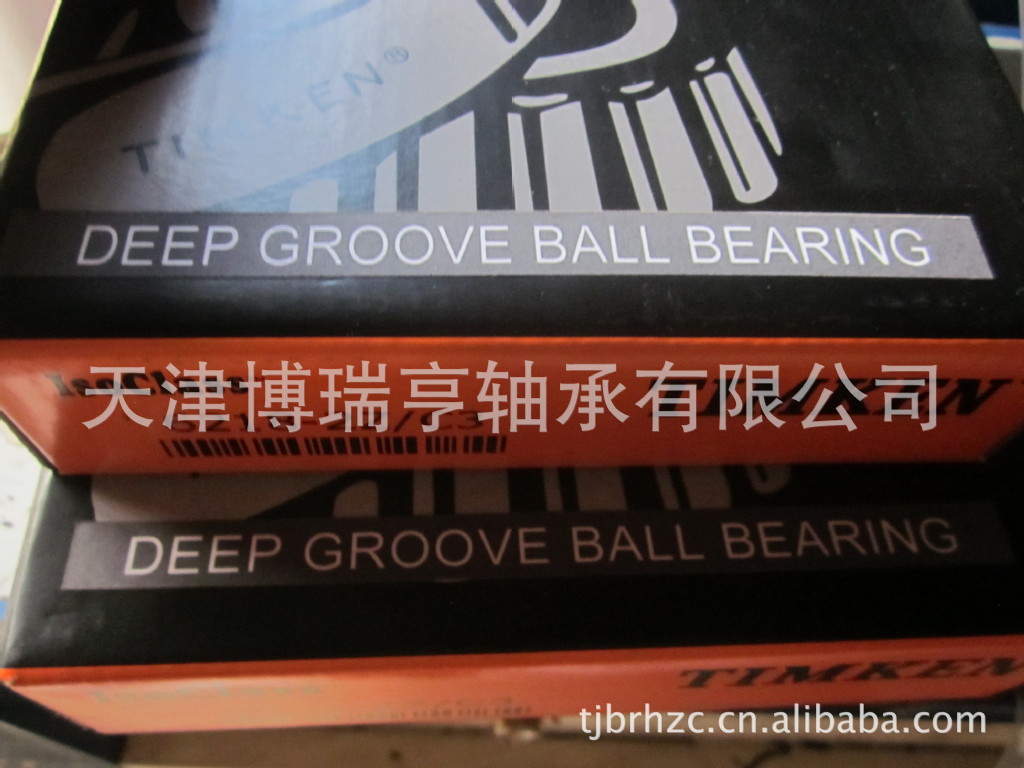 TIMKEN®
DEEP GROOVE BALL BEARING
天津博瑞亨轴承有限公司
TIMKEN
DEEP GROOVE BALL BEARING
TIMKEN
tjbrhzc.cn.alibaba.com